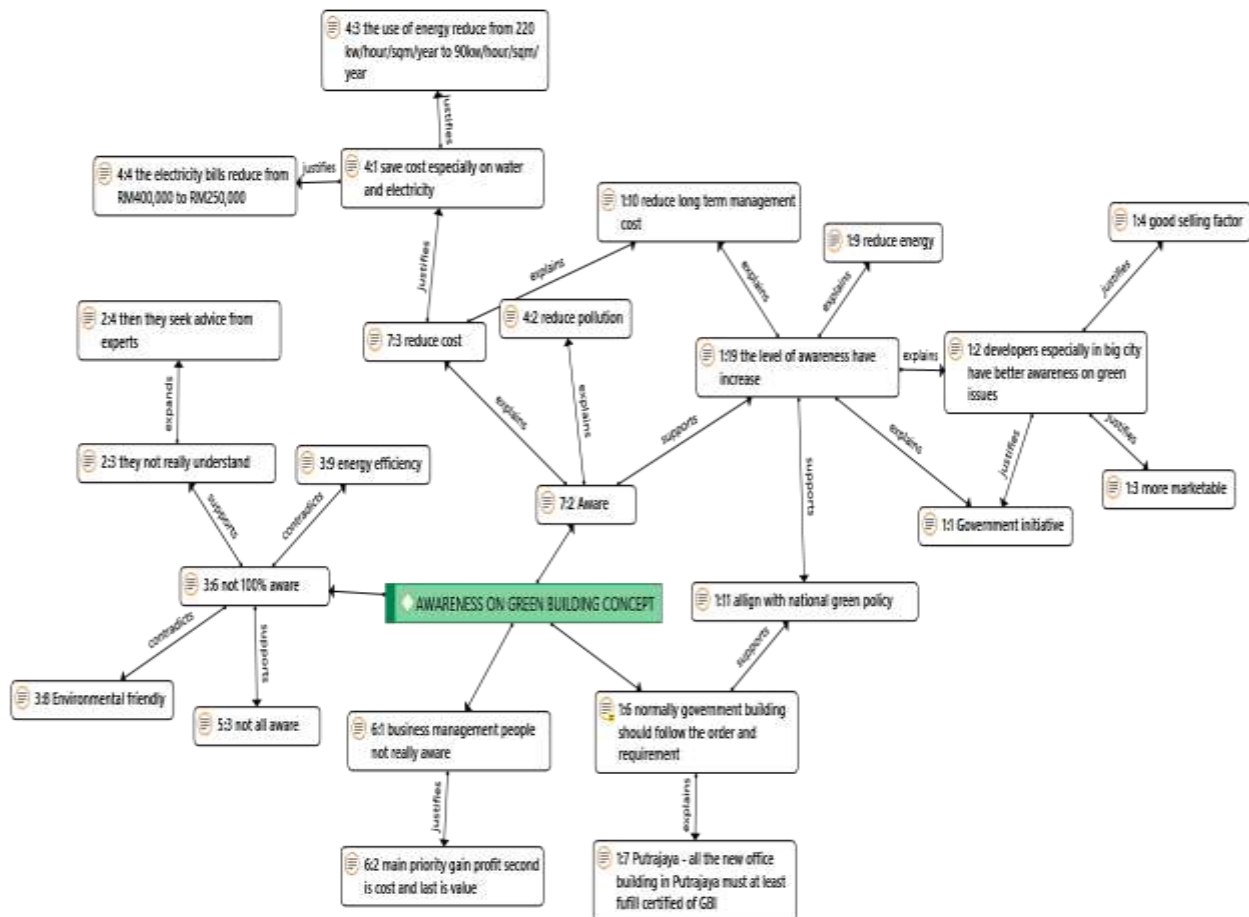 4:3 the use of energy reduce from 220
kw/hour/sqm/year to 90kw/hour/sqm/
year
justifies
4:4 the electricity bills reduce from
RM400,000 to RM250,000
justifies
4:1 save cost especially on water
and electricity
justifies
1:10 reduce long term management
cost
1:9 reduce energy
1:4 good selling factor
explains
explains
explains
justifies
2:4 then they seek advice from
experts
7:3 reduce cost
4:2 reduce pollution
1:19 the level of awareness have
increase
explains
1:2 developers especially in big city
have better awareness on green
issues
expands
explains
explains
supports
supports
explains
justifies
justifies
2:3 they not really understand
3:9 energy efficiency
supports
contradicts
7:2 Aware
1:3 more marketable
1:1 Government initiative
3:6 not 100% aware
AWARENESS ON GREEN BUILDING CONCEPT
1:11 allign with national green policy
contradicts
supports
supports
3:8 Environmental friendly
5:3 not all aware
6:1 business management people
not really aware
1:6 normally government building
should follow the order and
requirement
justifies
explains
6:2 main priority gain profit second
is cost and last is value
1:7 Putrajaya - all the new office
building in Putrajaya must at least
fufill certified of GBI